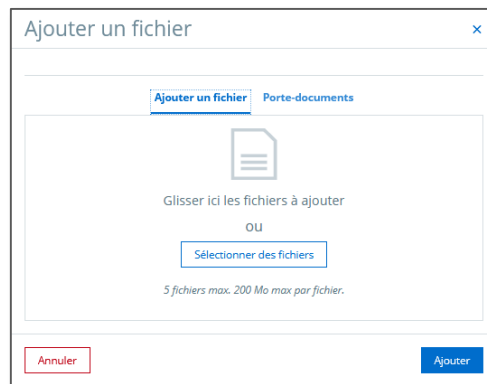 Ajouter un fichier
×
Ajouter un fichier Porte-documents
Glisser ici les fichiers à ajouter
ou
Sélectionner des fichiers
5 fichiers max. 200 Mo max par fichier.
Annuler Ajouter